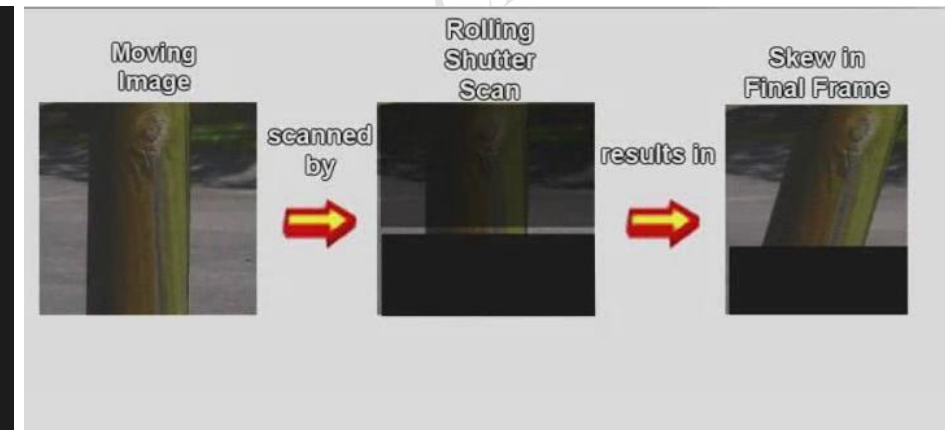 Moving
Image
scanned
by
Rolling
Shutter
Scan
results in
Skew in
Final Frame